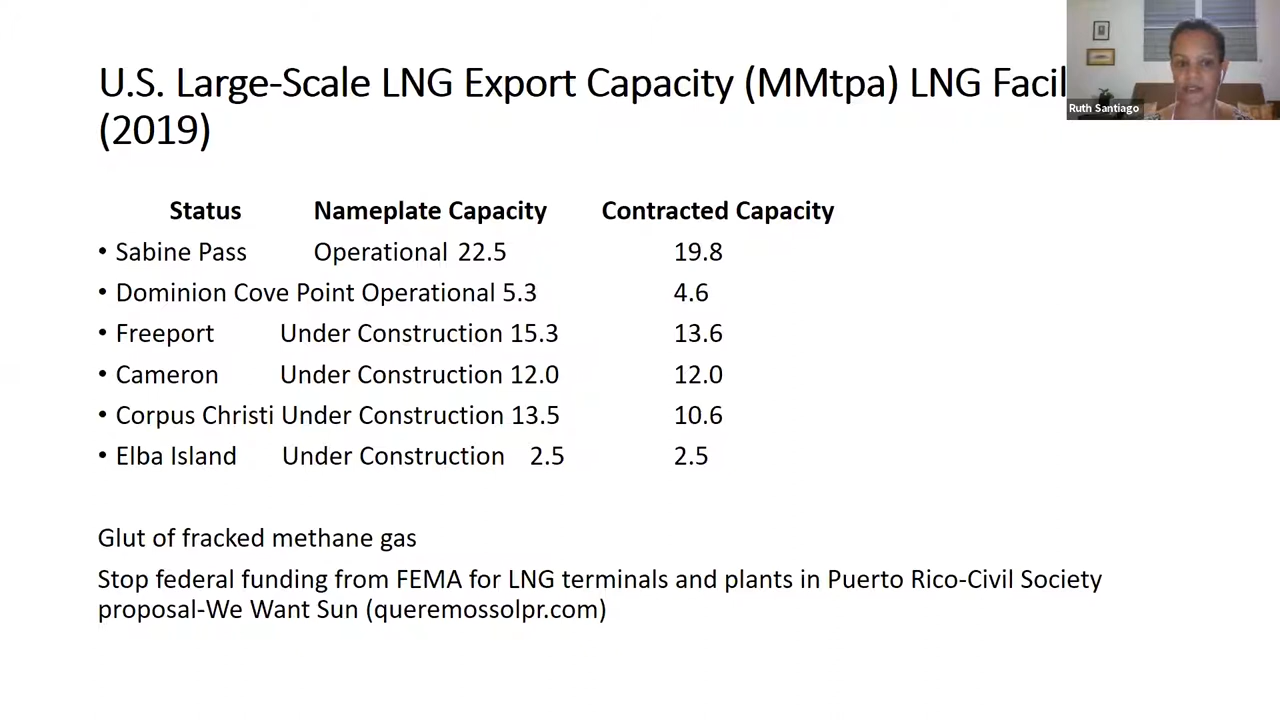 U.S. Large-Scale LNG Export Capacity (MMtpa) LNG Facil
(2019)
Ruth Santiago
Status Nameplate Capacity Contracted Capacity
• Sabine Pass Operational 22.5 19.8
• Dominion Cove Point Operational 5.3 4.6
• Freeport Under Construction 15.3 13.6
• Cameron Under Construction 12.0 12.0
• Corpus Christi Under Construction 13.5 10.6
• Elba Island Under Construction 2.5 2.5
Glut of fracked methane gas
Stop federal funding from FEMA for LNG terminals and plants in Puerto Rico-Civil Society
proposal-We Want Sun (queremossolpr.com)